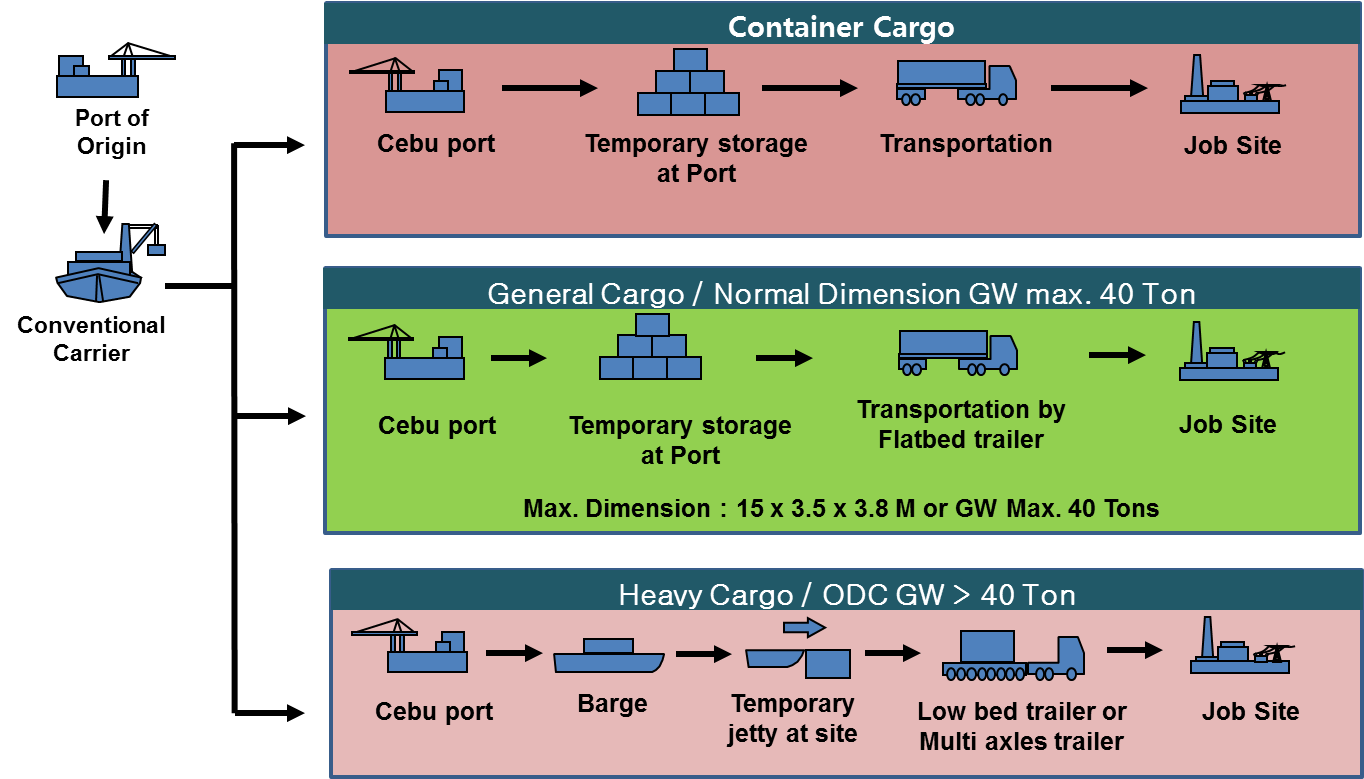 Port of
Origin
Conventional
Carrier
Container Cargo
Cebu port
Temporary storage
at Port
Transportation
Job Site
General Cargo / Normal Dimension GW max. 40 Ton
Cebu port
Temporary storage
at Port
Transportation by
Flatbed trailer
Job Site
Max. Dimension : 15 x 3.5 x 3.8 M or GW Max. 40 Tons
Heavy Cargo / ODC GW > 40 Ton
Cebu port
Barge
Temporary
jetty at site
Low bed trailer or
Multi axles trailer
Job Site